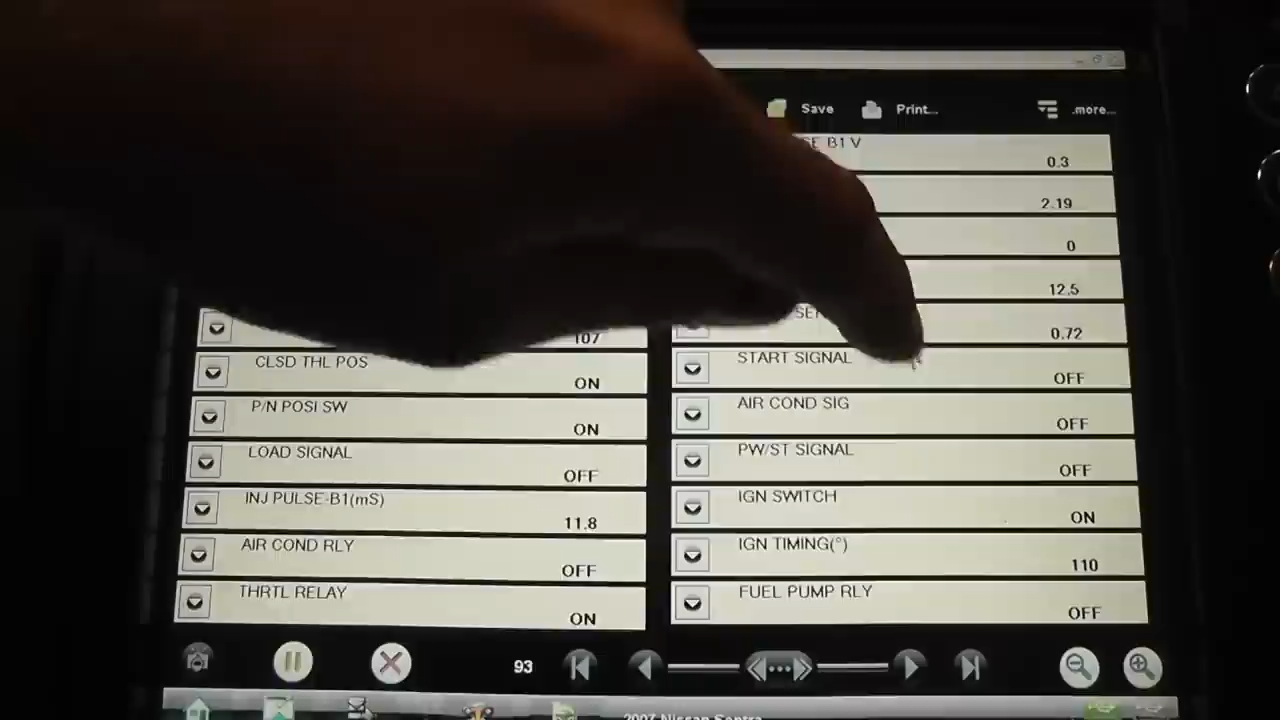 Save Print... .more...
B1 V
0.3
2.19
0
12.5
107
0.72
CLSD THL POS
ON
START SIGNAL
OFF
P/N POSI SW
ON
AIR COND SIG
OFF
LOAD SIGNAL
OFF
PW/ST SIGNAL
OFF
INJ PULSE-B1(mS)
11.8
IGN SWITCH
ON
AIR COND RLY
OFF
IGN TIMING(°)
110
THRTL RELAY
ON
FUEL PUMP RLY
OFF
93
2007 Nissan Sentra